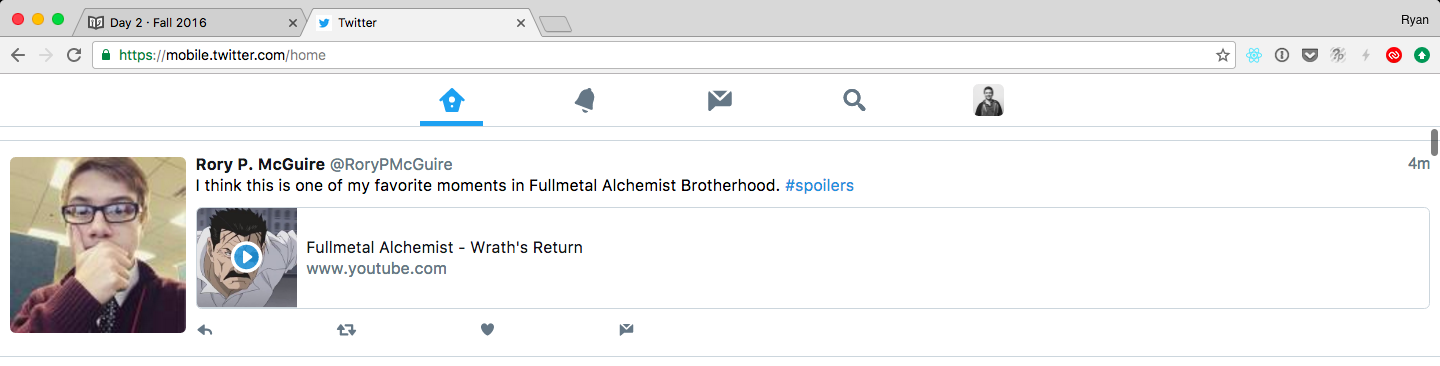 Day 2 · Fall 2016
Twitter
Ryan
https://mobile.twitter.com/home
Rory P. McGuire @RoryPMcGuire 4m
I think this is one of my favorite moments in Fullmetal Alchemist Brotherhood. #spoilers
Fullmetal Alchemist - Wrath's Return
www.youtube.com